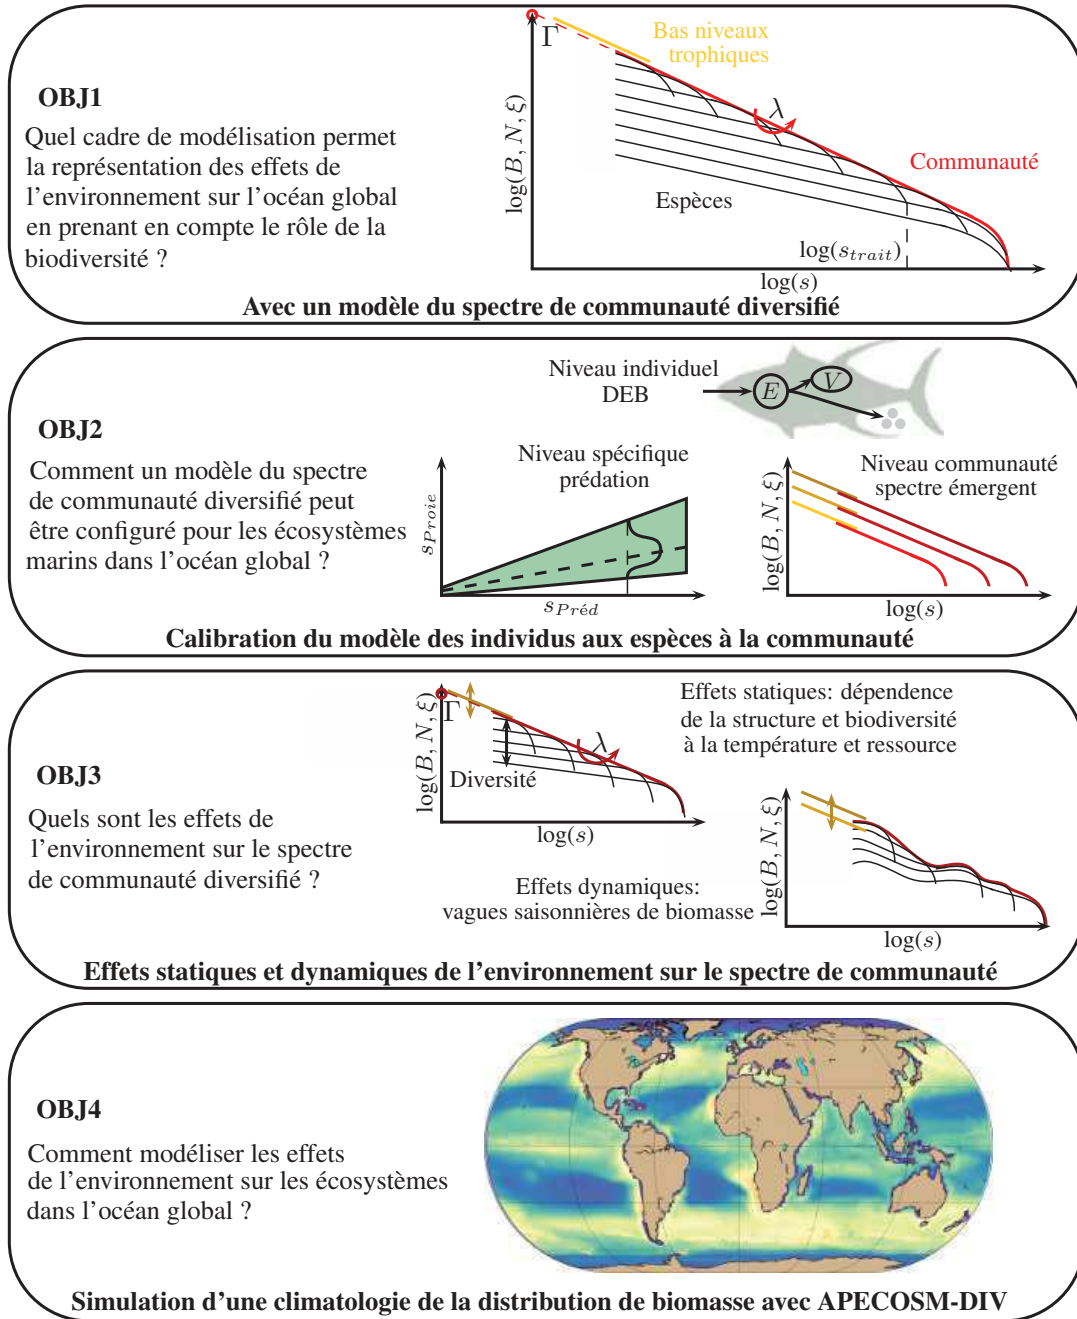 OBJ1
Quel cadre de modélisation permet
la représentation des effets de
l'environnement sur l'océan global
en prenant en compte le rôle de la
biodiversité ?
log(B, N, ξ)
Γ
Bas niveaux
trophiques
λ
Communauté
Espèces
log(s_{trait})
log(s)
Avec un modèle du spectre de communauté diversifié
OBJ2
Comment un modèle du spectre
de communauté diversifié peut
être configuré pour les écosystèmes
marins dans l'océan global ?
Niveau individuel
DEB
E
V
Niveau spécifique
prédation
s_{Proie}
s_{Préd}
Niveau communauté
spectre émergent
log(B, N, ξ)
log(s)
Calibration du modèle des individus aux espèces à la communauté
OBJ3
Quels sont les effets de
l'environnement sur le spectre
de communauté diversifié ?
log(B, N, ξ)
Γ
λ
Diversité
log(s)
Effets statiques: dépendence
de la structure et biodiversité
à la température et ressource
Effets dynamiques:
vagues saisonnières de biomasse
log(B, N, ξ)
log(s)
Effets statiques et dynamiques de l'environnement sur le spectre de communauté
OBJ4
Comment modéliser les effets
de l'environnement sur les écosystèmes
dans l'océan global ?
Simulation d'une climatologie de la distribution de biomasse avec APECOSM-DIV